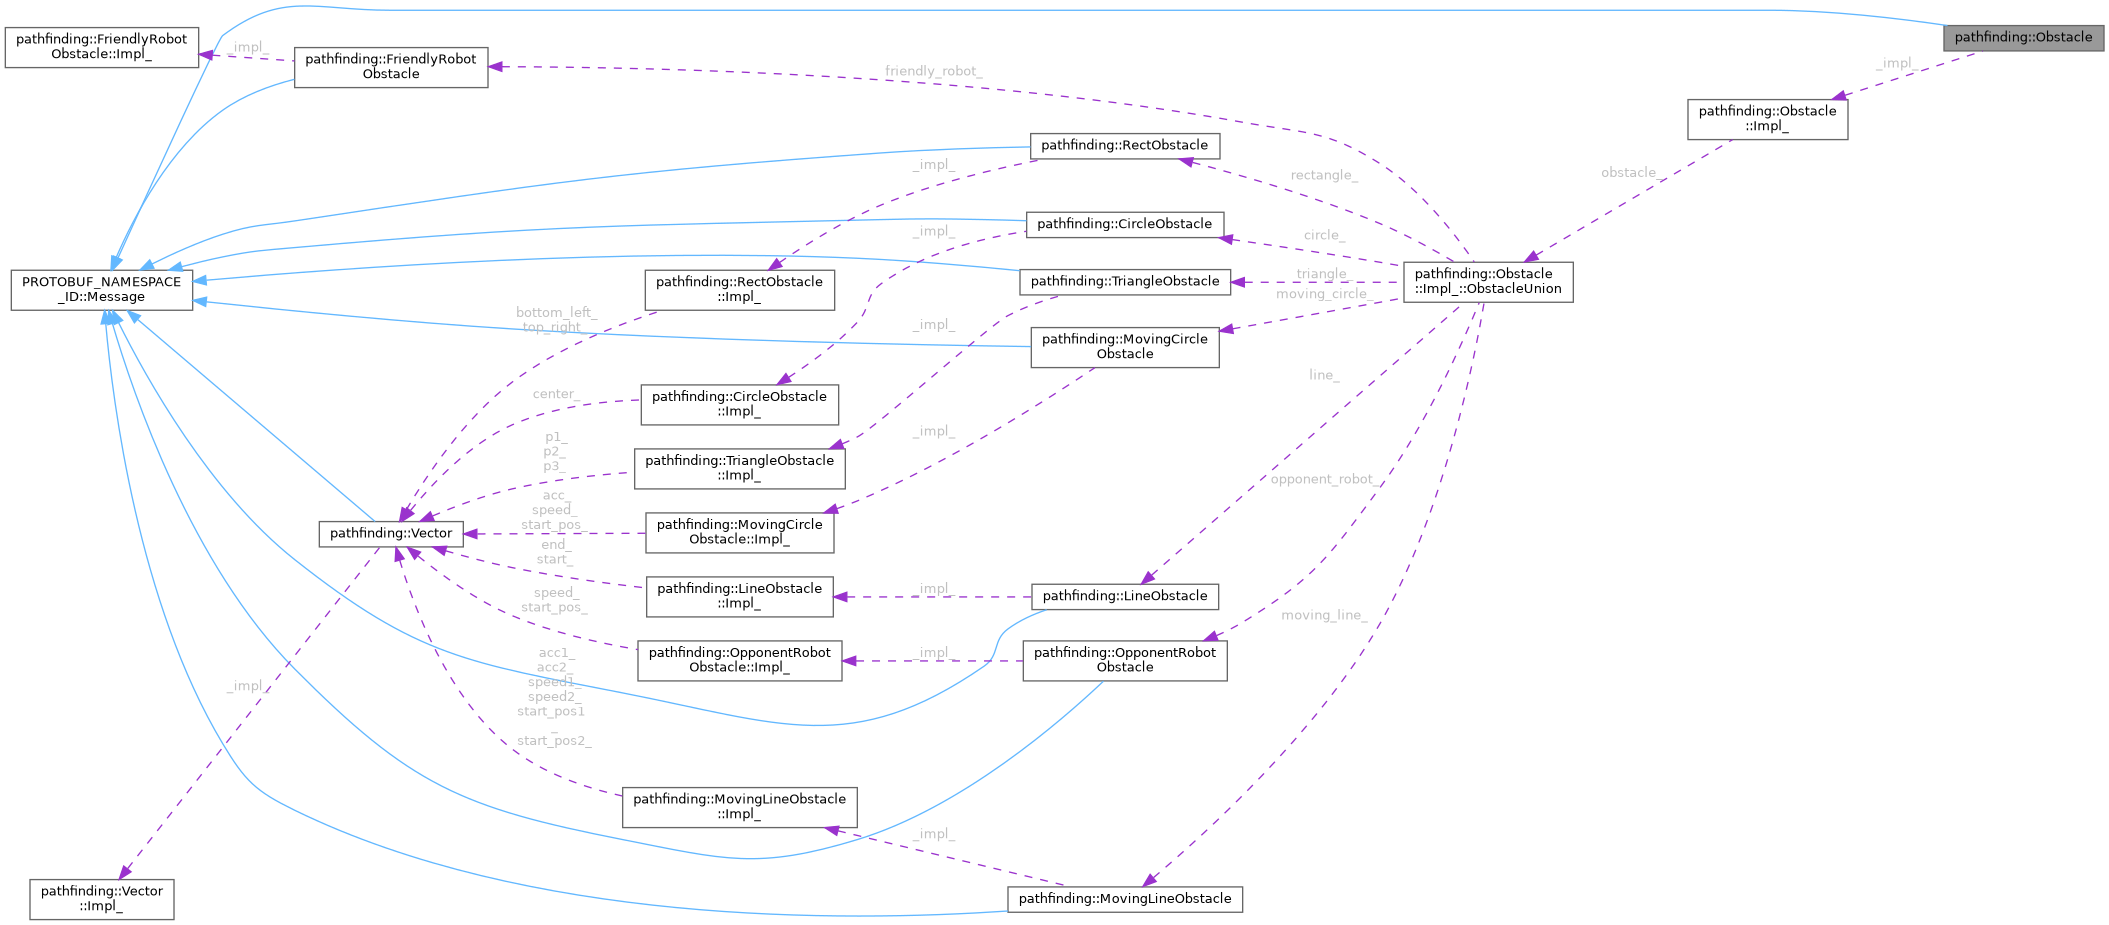 pathfinding::Obstacle
pathfinding::FriendlyRobot
Obstacle::Impl_
_impl_
pathfinding::FriendlyRobot
Obstacle
friendly_robot_
_impl_
pathfinding::Obstacle
::Impl_
pathfinding::RectObstacle
_impl_
rectangle_
obstacle_
pathfinding::CircleObstacle
_impl_
circle_
PROTOBUF_NAMESPACE
_ID::Message
pathfinding::RectObstacle
::Impl_
pathfinding::TriangleObstacle
triangle_
moving_circle_
pathfinding::Obstacle
::Impl_::ObstacleUnion
bottom_left_
top_right_
_impl_
pathfinding::MovingCircle
Obstacle
line_
center_
pathfinding::CircleObstacle
::Impl_
_impl_
p1_
p2_
p3_
pathfinding::TriangleObstacle
::Impl_
opponent_robot_
acc_
speed_
start_pos_
pathfinding::Vector
pathfinding::MovingCircle
Obstacle::Impl_
end_
start_
pathfinding::LineObstacle
::Impl_
_impl_
pathfinding::LineObstacle
speed_
start_pos_
moving_line_
pathfinding::OpponentRobot
Obstacle::Impl_
_impl_
pathfinding::OpponentRobot
Obstacle
_impl_
acc1_
acc2_
speed1_
speed2_
start_pos1
_
start_pos2_
pathfinding::MovingLineObstacle
::Impl_
_impl_
pathfinding::Vector
::Impl_
pathfinding::MovingLineObstacle